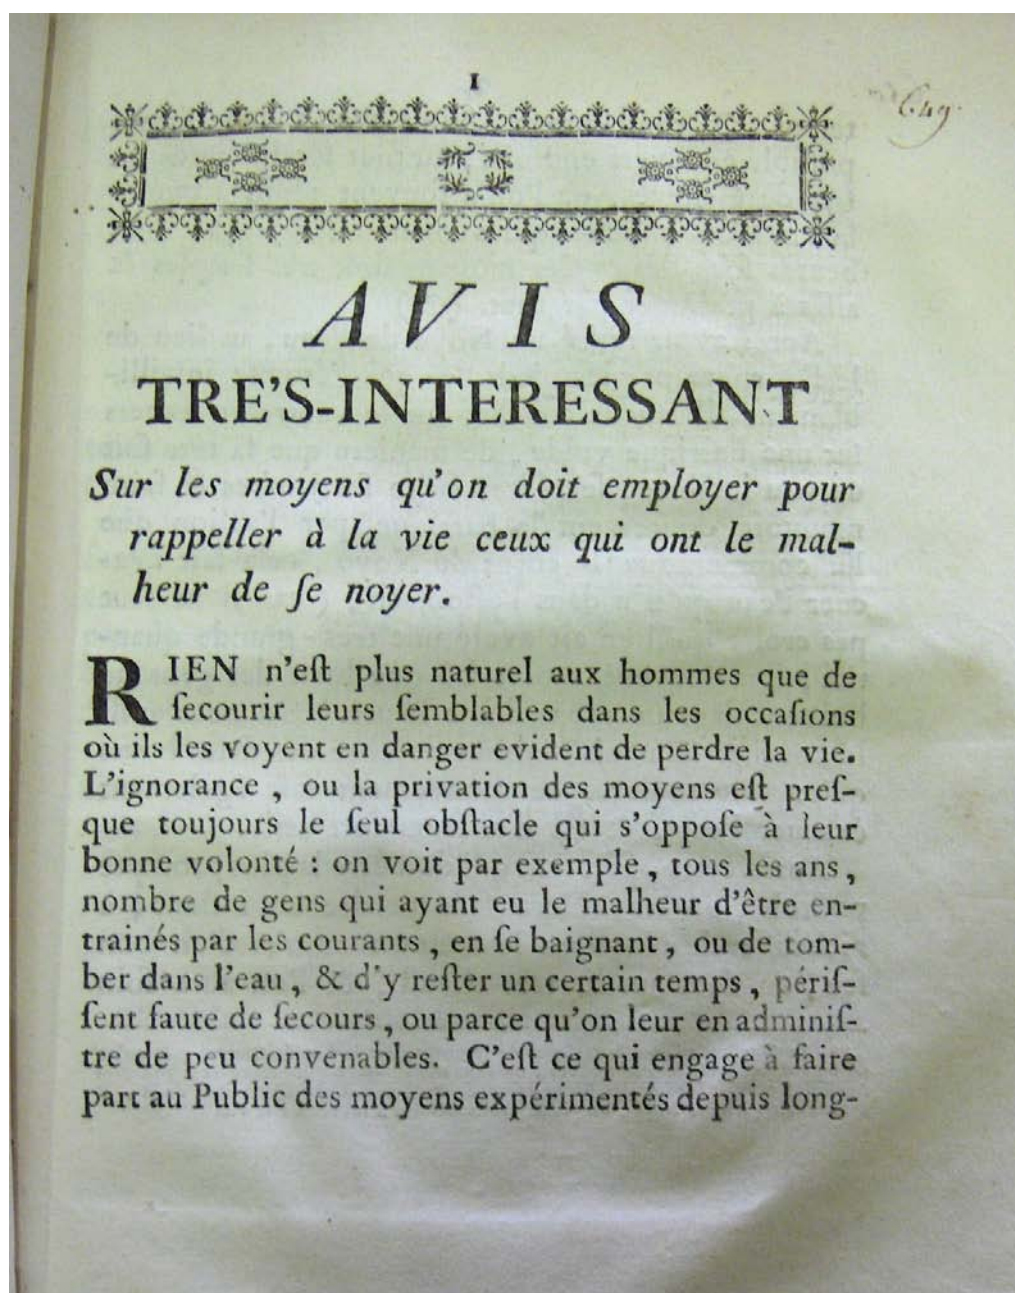 I
AVIS
TRE'S-INTERESSANT
Sur les moyens qu'on doit employer pour
rappeller à la vie ceux qui ont le mal-
heur de ſe noyer.
RIEN n'eſt plus naturel aux hommes que de
ſecourir leurs ſemblables dans les occaſions
où ils les voyent en danger evident de perdre la vie.
L'ignorance, ou la privation des moyens eſt preſ-
que toujours le ſeul obſtacle qui s'oppoſe à leur
bonne volonté : on voit par exemple, tous les ans,
nombre de gens qui ayant eu le malheur d'être en-
trainés par les courants, en ſe baignant, ou de tom-
ber dans l'eau, & d'y reſter un certain temps, périſ-
ſent faute de ſecours, ou parce qu'on leur en adminiſ-
tre de peu convenables. C'eſt ce qui engage à faire
part au Public des moyens expérimentés depuis long-